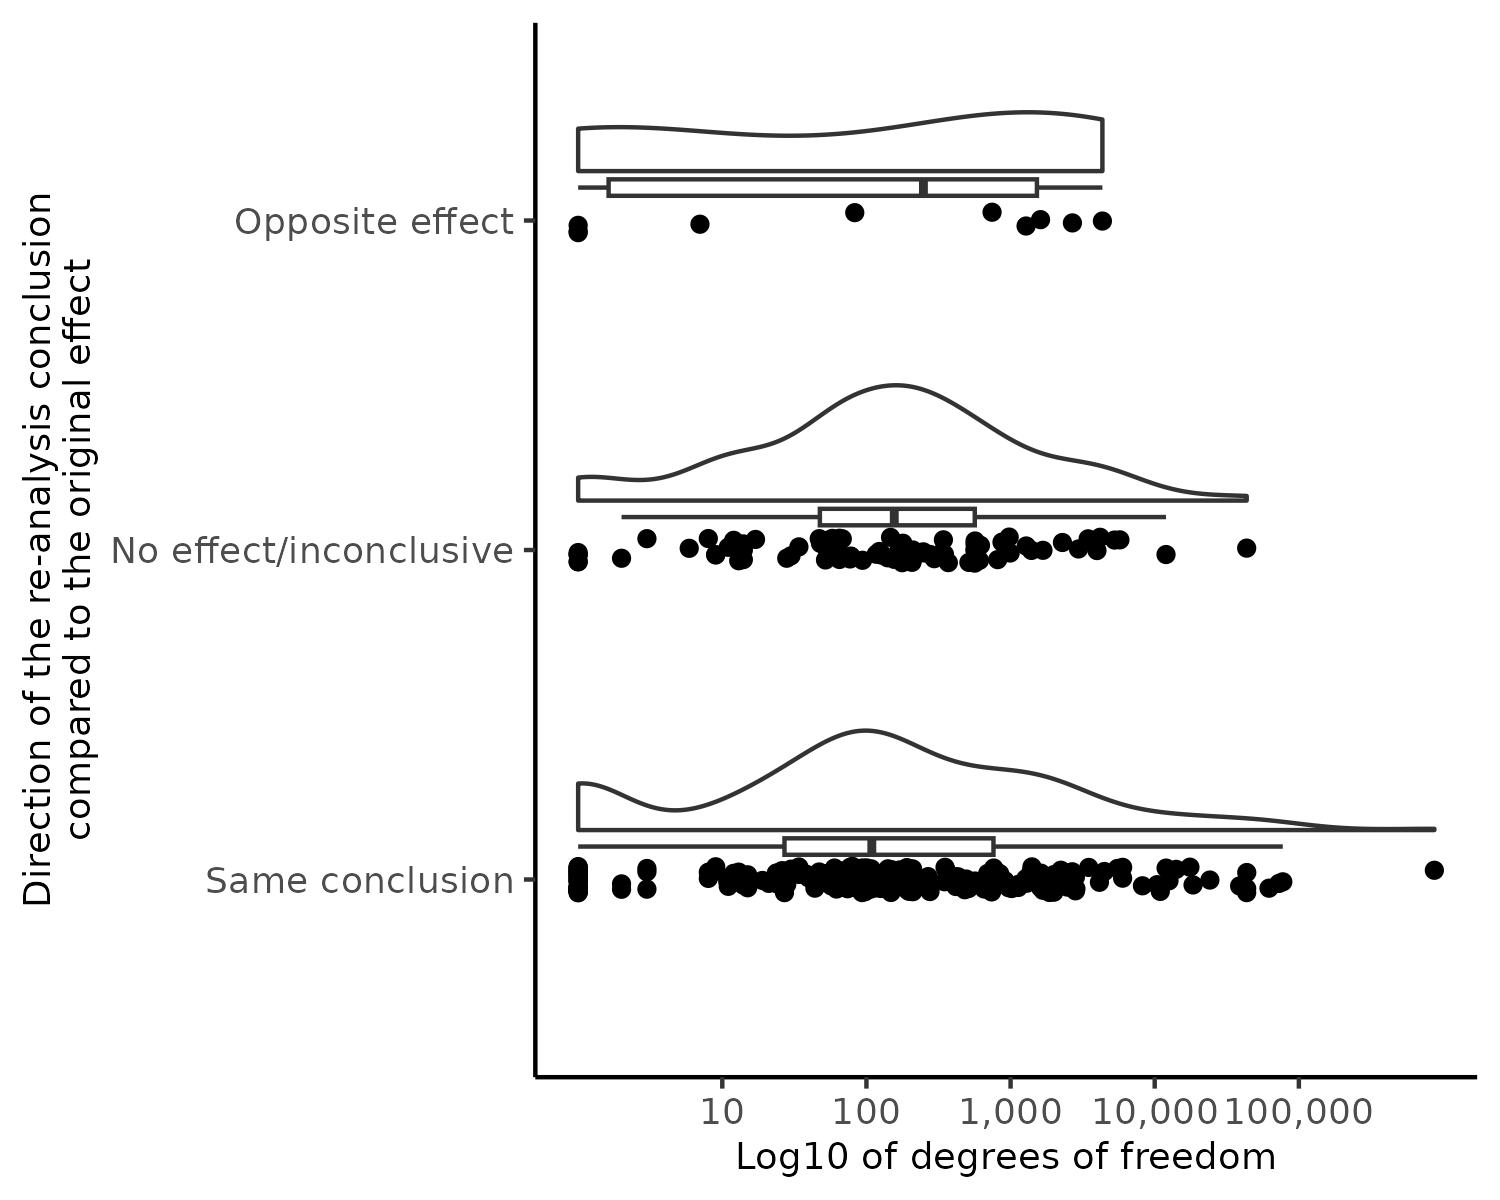 Direction of the re-analysis conclusion
compared to the original effect
Opposite effect
No effect/inconclusive
Same conclusion
10 100 1,000 10,000 100,000
Log10 of degrees of freedom